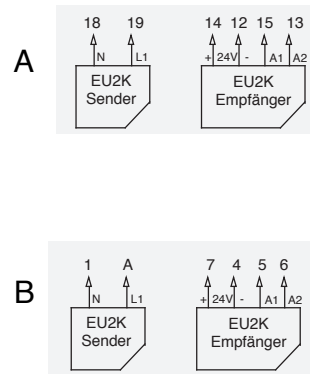 18 19 14 12 15 13
A
N L1 + 24V - A1 A2
EU2K EU2K
Sender Empfänger
1 A 7 4 5 6
B
N L1 + 24V - A1 A2
EU2K EU2K
Sender Empfänger